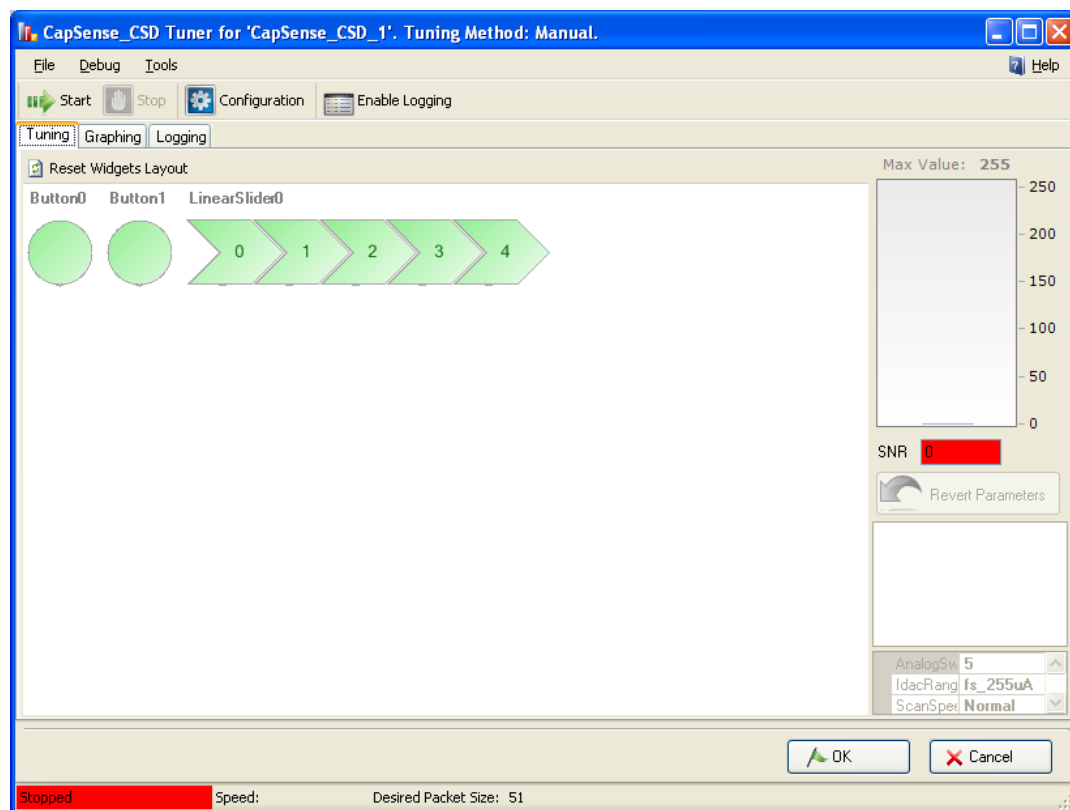 CapSense_CSD Tuner for 'CapSense_CSD_1'. Tuning Method: Manual.
File Debug Tools Help
Start Stop Configuration Enable Logging
Tuning Graphing Logging
Reset Widgets Layout
Max Value: 255
Button0 Button1 LinearSlider0
0 1 2 3 4
250
200
150
100
50
0
SNR 0
Revert Parameters
AnalogSw 5
IdacRang fs_255uA
ScanSpee Normal
OK Cancel
Stopped Speed: Desired Packet Size: 51